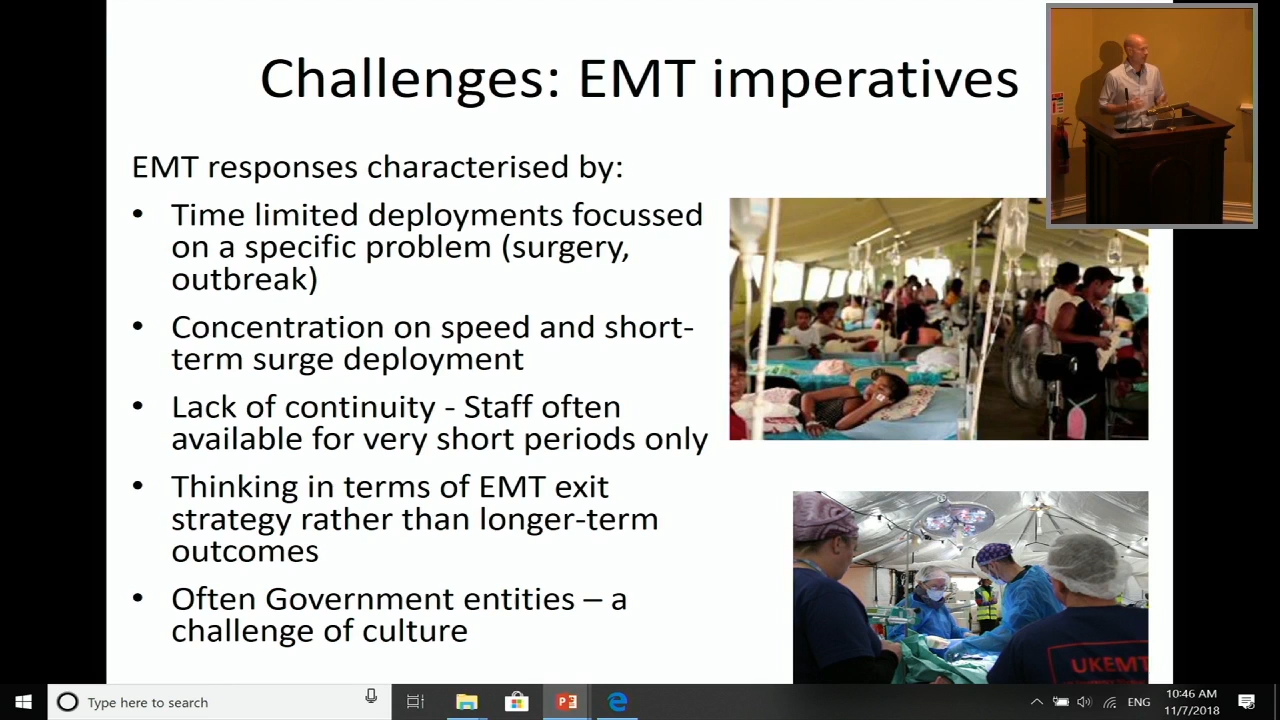 Challenges: EMT imperatives
EMT responses characterised by:
• Time limited deployments focussed
on a specific problem (surgery,
outbreak)
• Concentration on speed and short-
term surge deployment
• Lack of continuity - Staff often
available for very short periods only
• Thinking in terms of EMT exit
strategy rather than longer-term
outcomes
• Often Government entities – a
challenge of culture
UKEMT
Type here to search
ENG
10:46 AM
11/7/2018